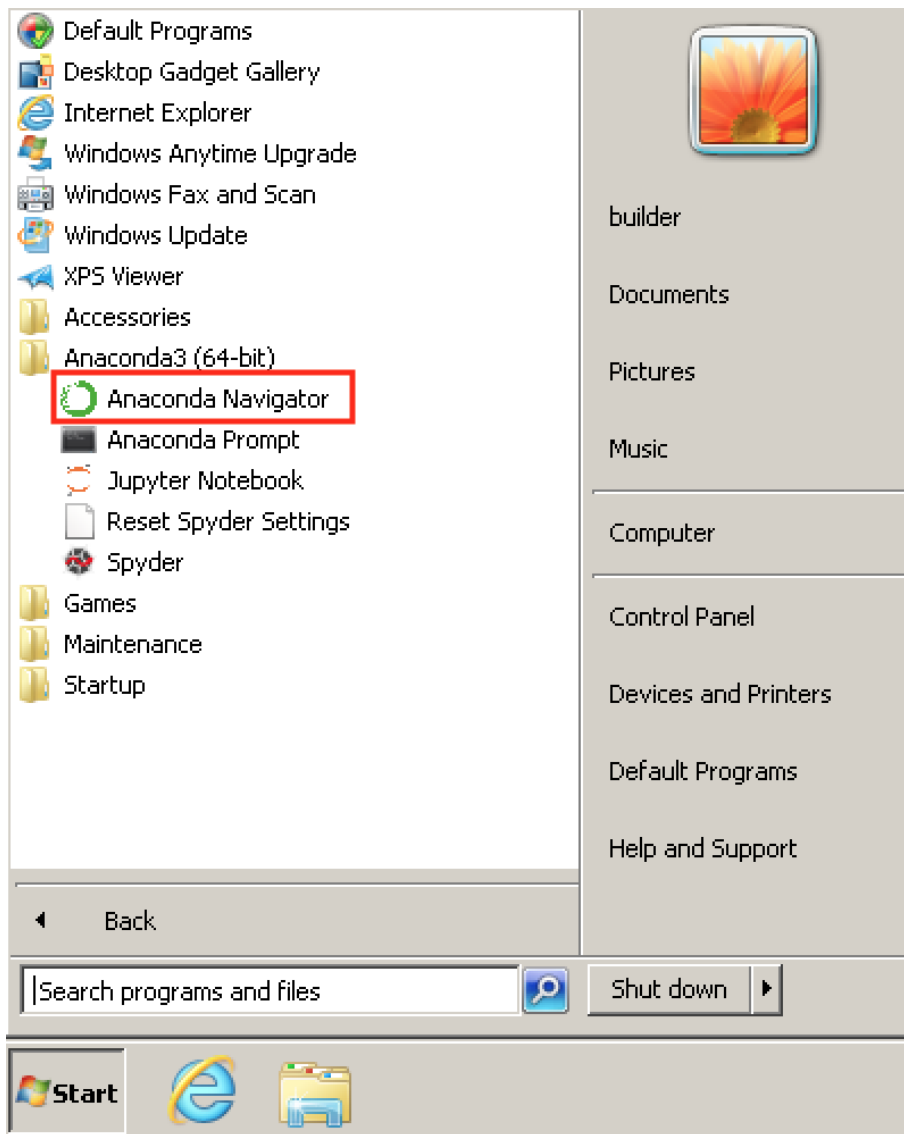 Default Programs
Desktop Gadget Gallery
Internet Explorer
Windows Anytime Upgrade
Windows Fax and Scan
Windows Update
XPS Viewer
Accessories
Anaconda3 (64-bit)
Anaconda Navigator
Anaconda Prompt
Jupyter Notebook
Reset Spyder Settings
Spyder
Games
Maintenance
Startup
Back
Search programs and files
builder
Documents
Pictures
Music
Computer
Control Panel
Devices and Printers
Default Programs
Help and Support
Shut down
Start